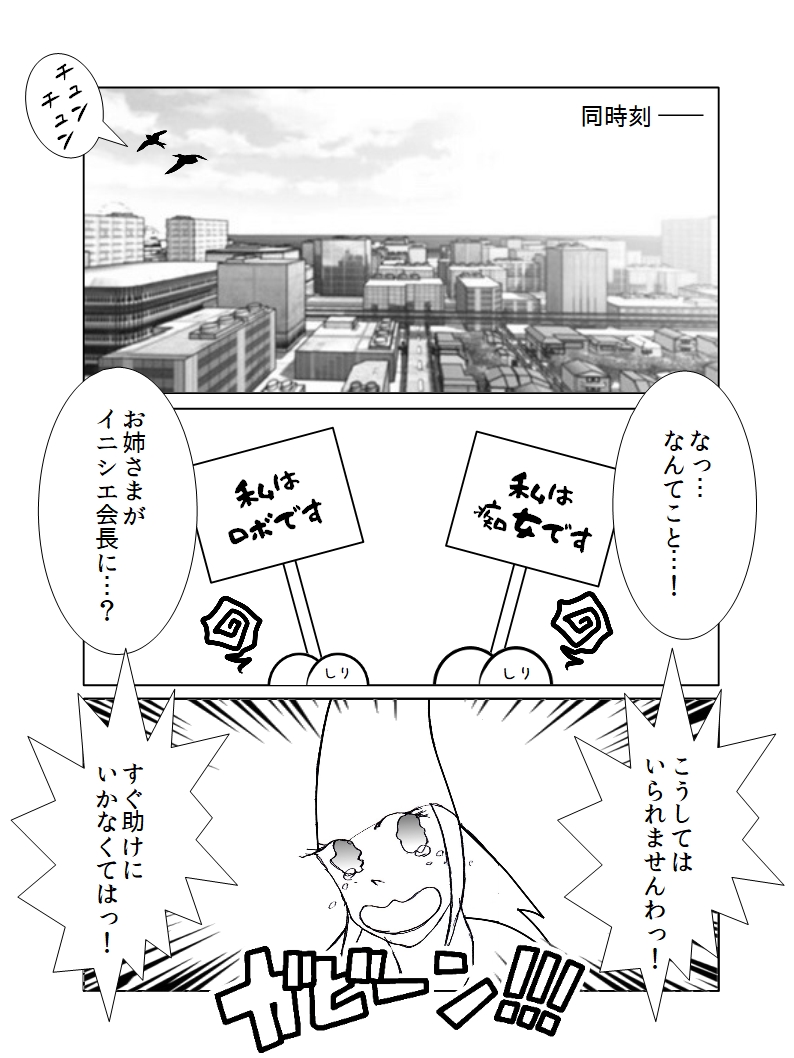 同時刻――
チュン
チュン
なっ…
なんてこと…！
私は
痴女です
しり
私は
ロボです
しり
お姉さまが
イニシエ会長に…？
こうしては
いられませんわっ！
すぐ助けに
いかなくてはっ！
ガビーン!!!